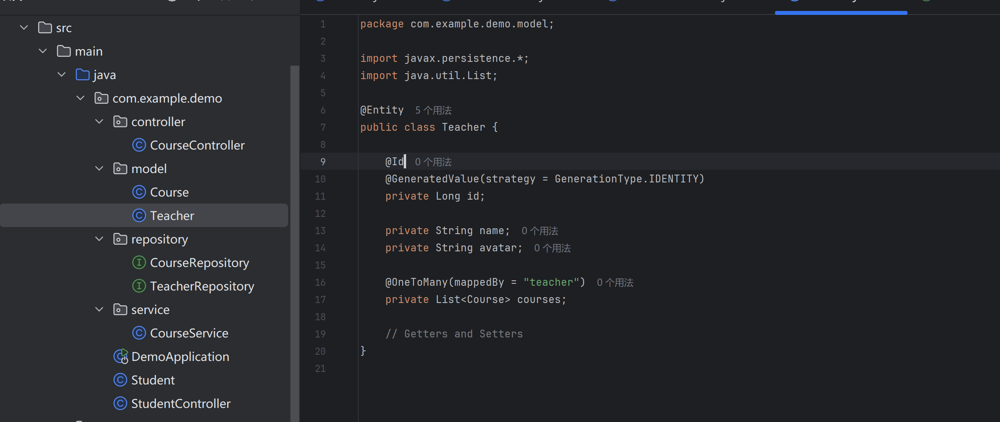 src
main
java
com.example.demo
controller
CourseController
model
Course
Teacher
repository
CourseRepository
TeacherRepository
service
CourseService
DemoApplication
Student
StudentController
1 package com.example.demo.model;
2
3 import javax.persistence.*;
4 import java.util.List;
5
6 @Entity 5 个用法
7 public class Teacher {
8
9 @Id 0 个用法
10 @GeneratedValue(strategy = GenerationType.IDENTITY)
11 private Long id;
12
13 private String name; 0 个用法
14 private String avatar; 0 个用法
15
16 @OneToMany(mappedBy = "teacher") 0 个用法
17 private List<Course> courses;
18
19 // Getters and Setters
20 }
21